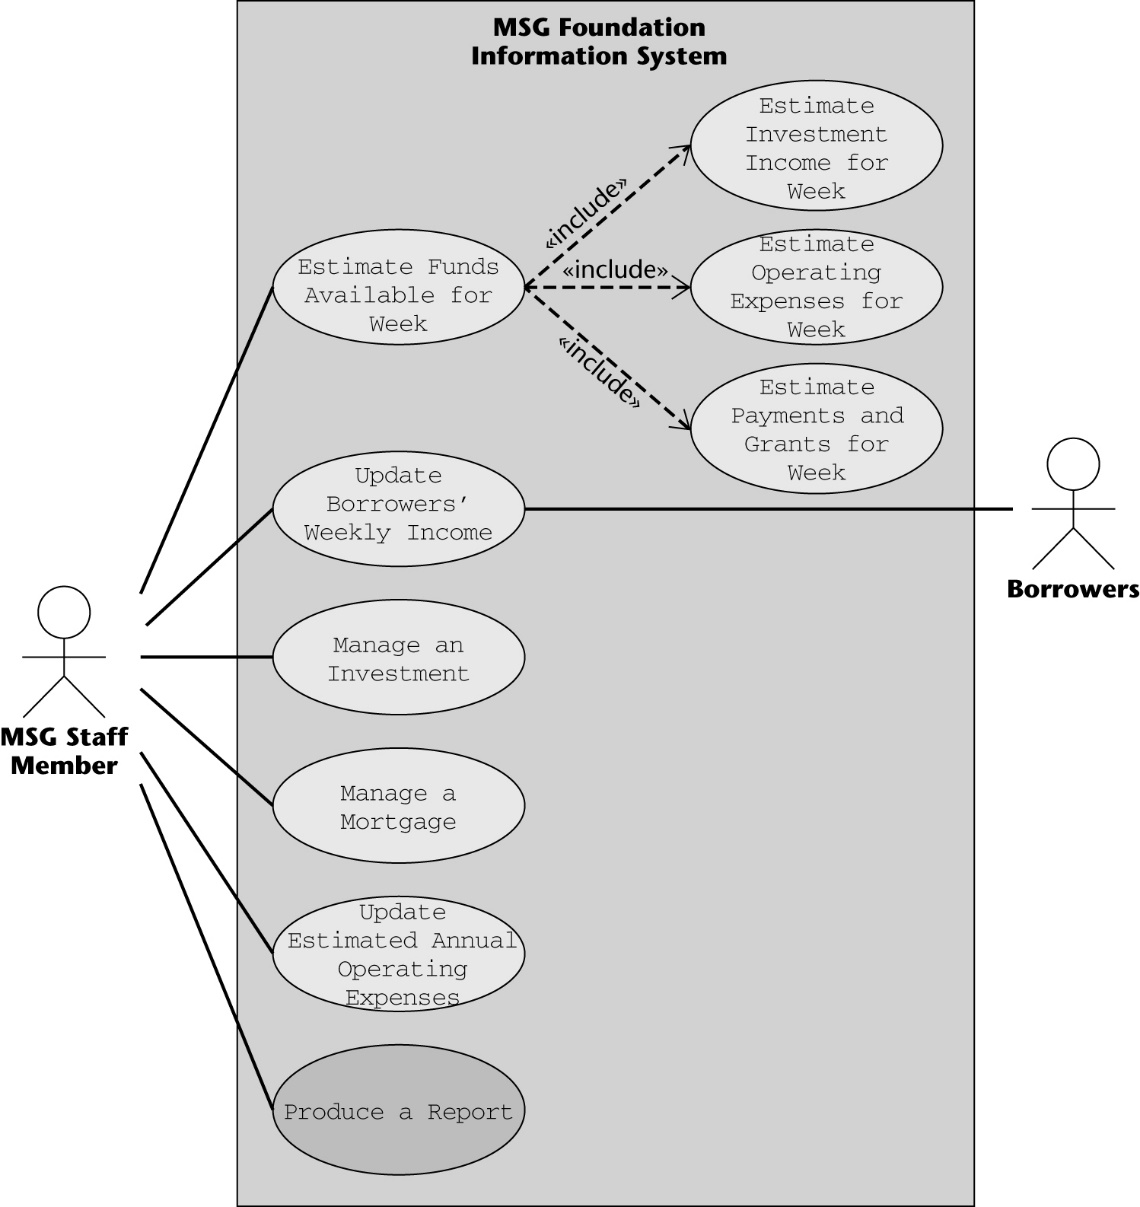 MSG Foundation
Information System
Estimate
Investment
Income for
Week
«include»
Estimate Funds
Available for
Week
«include»
Estimate
Operating
Expenses for
Week
«include»
Estimate
Payments and
Grants for
Week
Update
Borrowers’
Weekly Income
Borrowers
Manage an
Investment
MSG Staff
Member
Manage a
Mortgage
Update
Estimated Annual
Operating
Expenses
Produce a Report